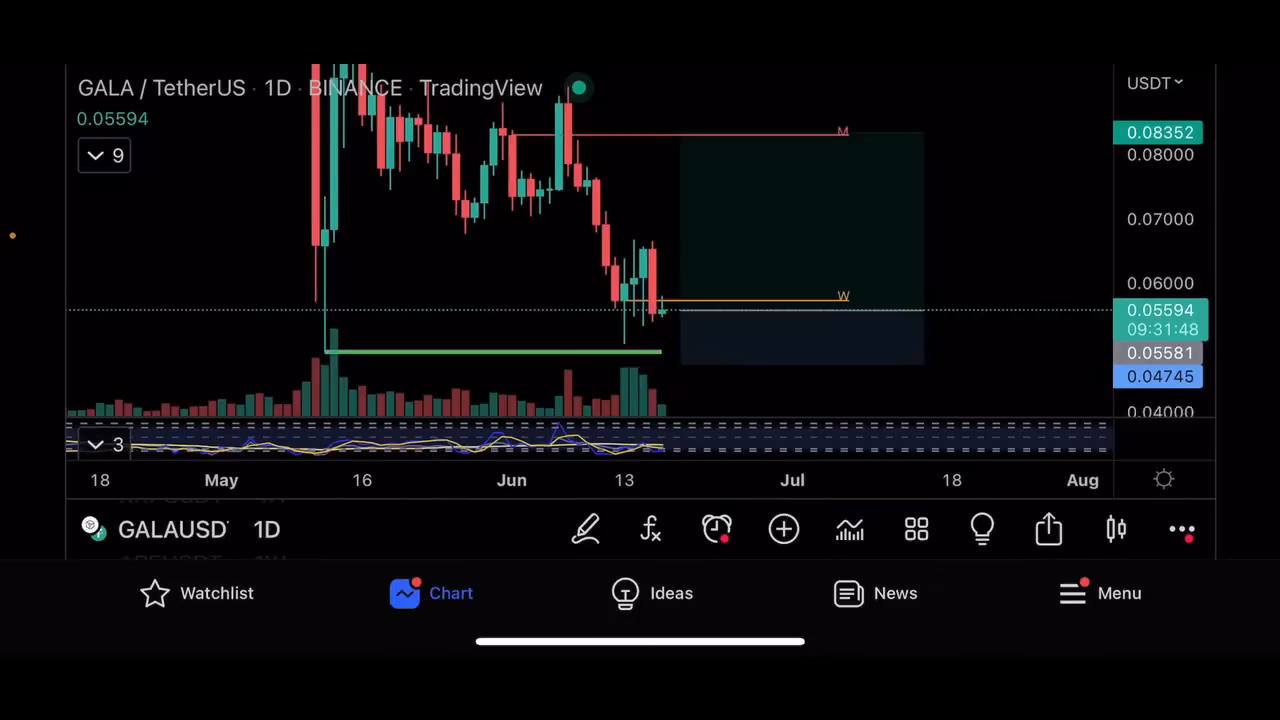 GALA / TetherUS · 1D · BINANCE · TradingView
USDT
0.05594
9
M
0.08352
0.08000
0.07000
W
0.06000
0.05594
09:31:48
0.05581
0.04745
0.04000
3
18 May 16 Jun 13 Jul 18 Aug
GALAUSD 1D
Watchlist Chart Ideas News Menu